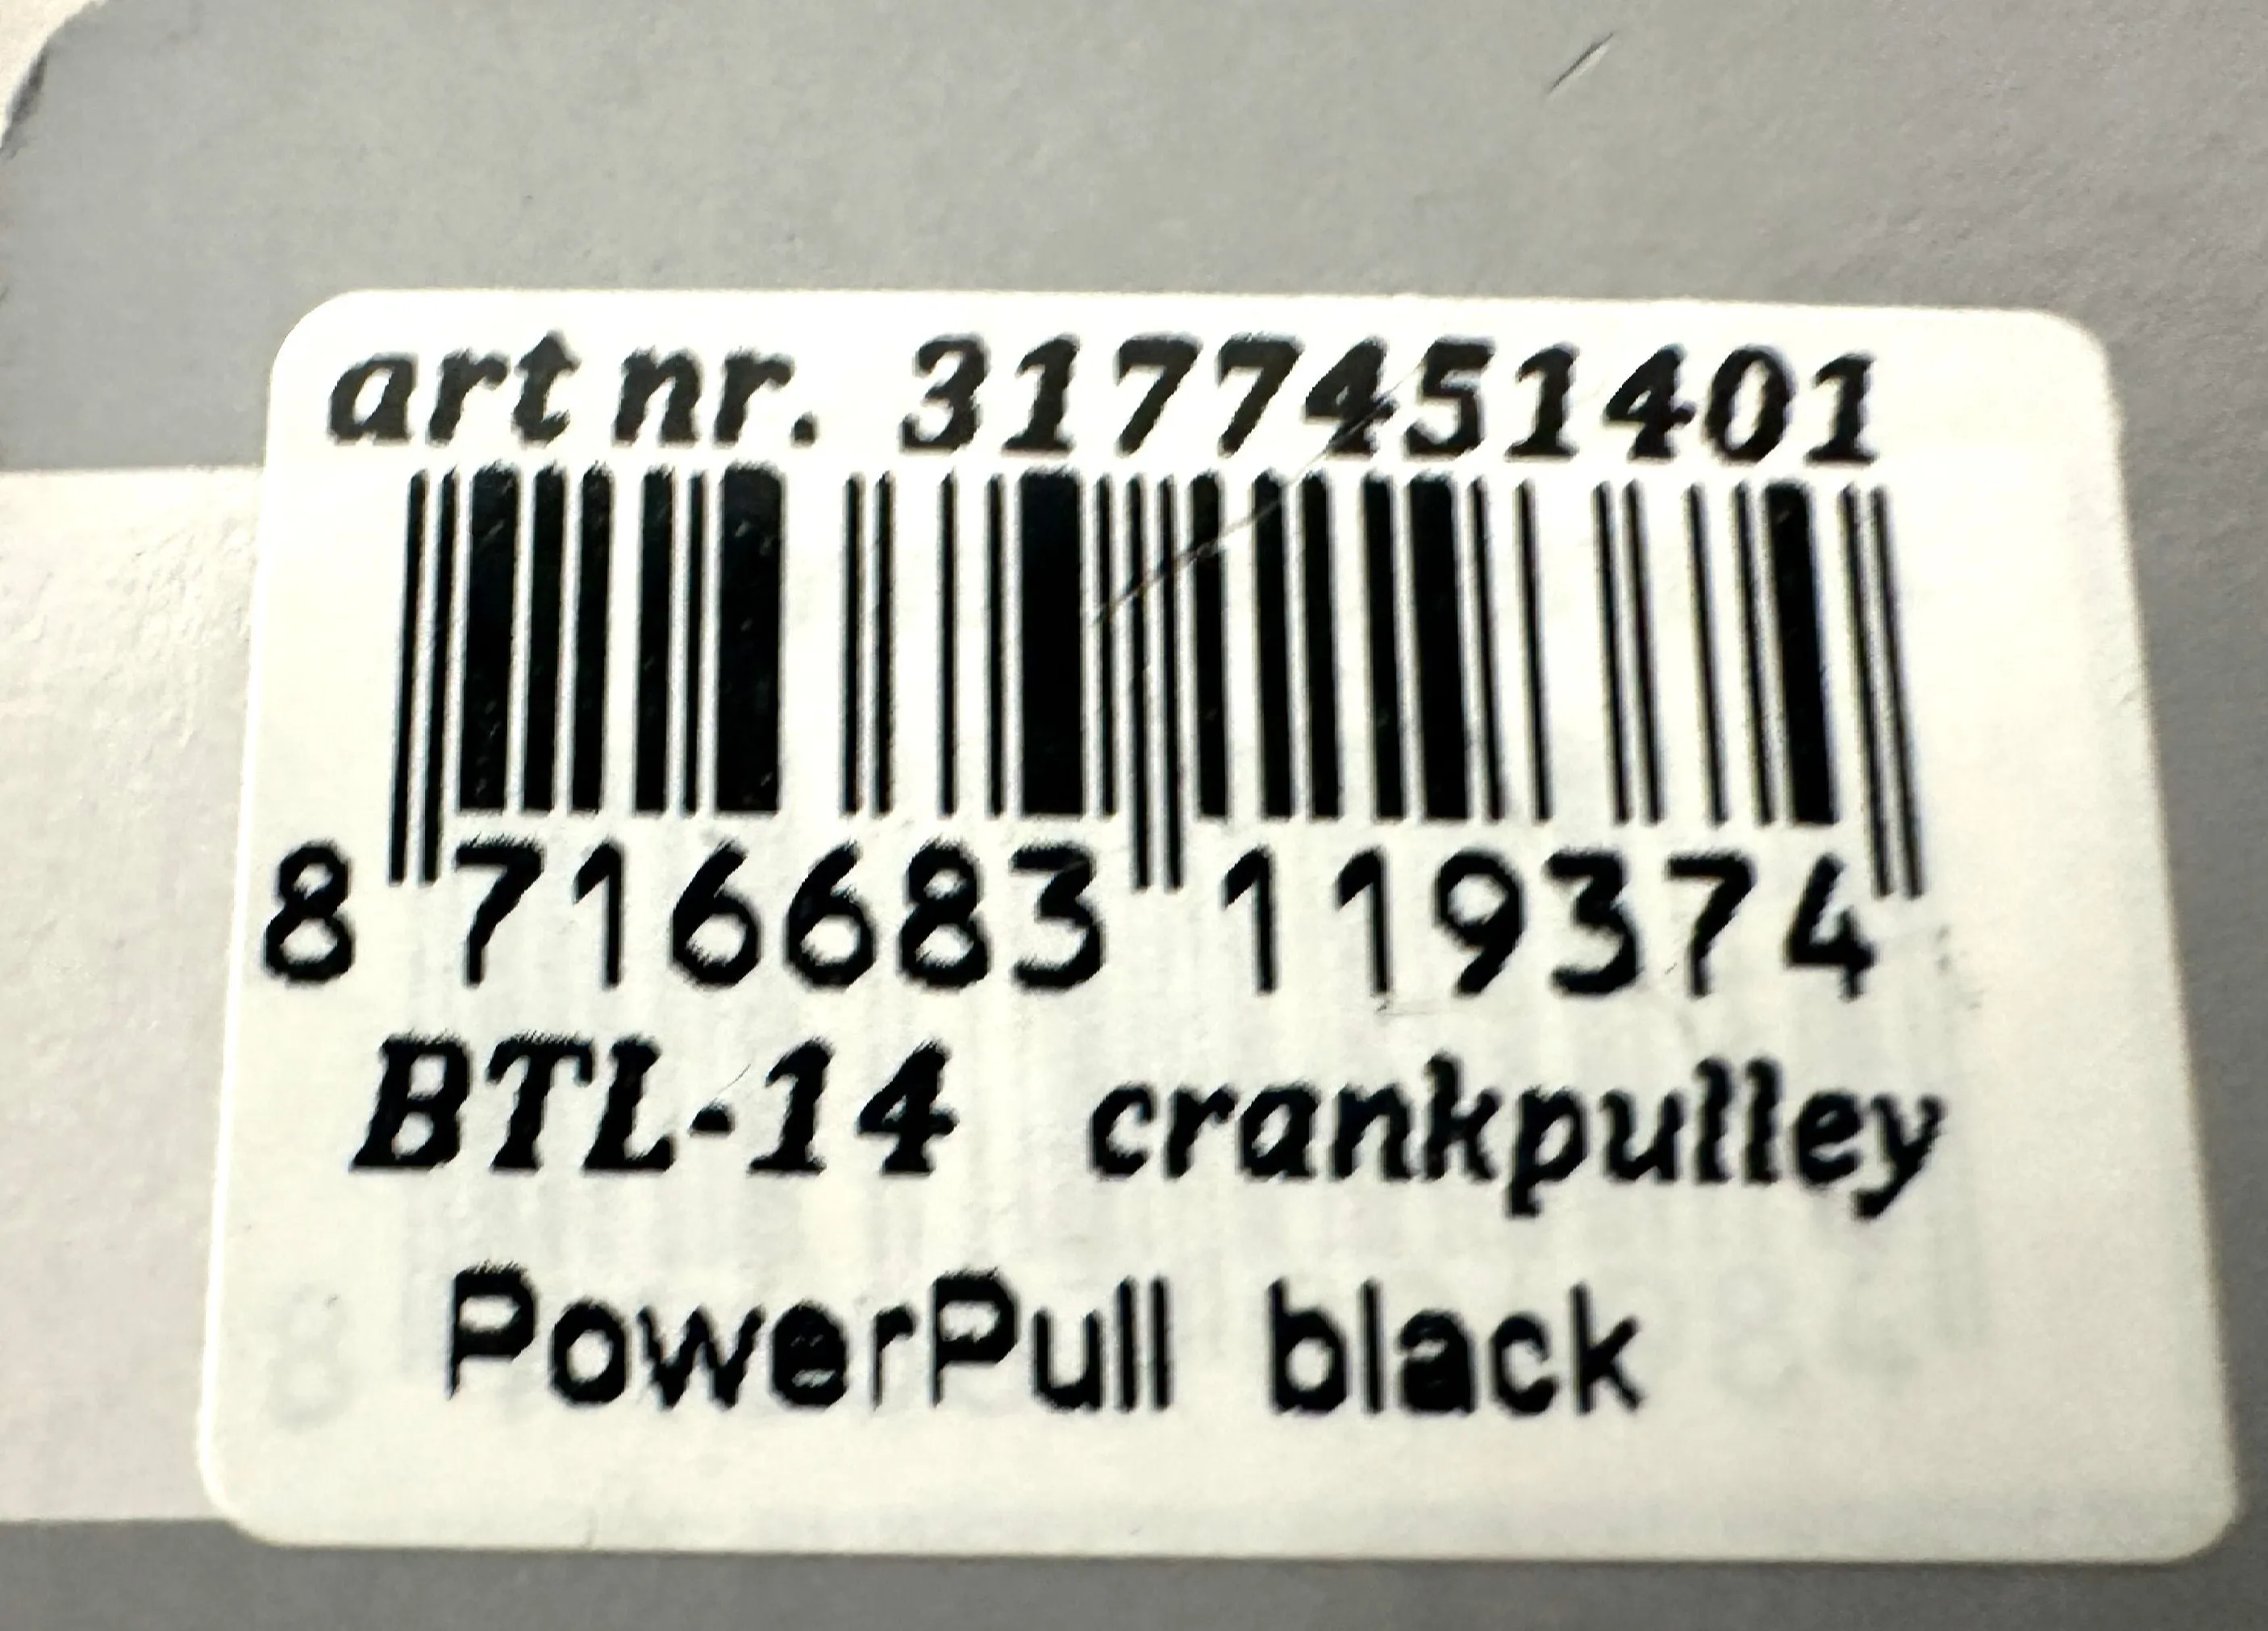 art nr. 3177451401
8 716683 119374
BTL-14 crankpulley
PowerPull black